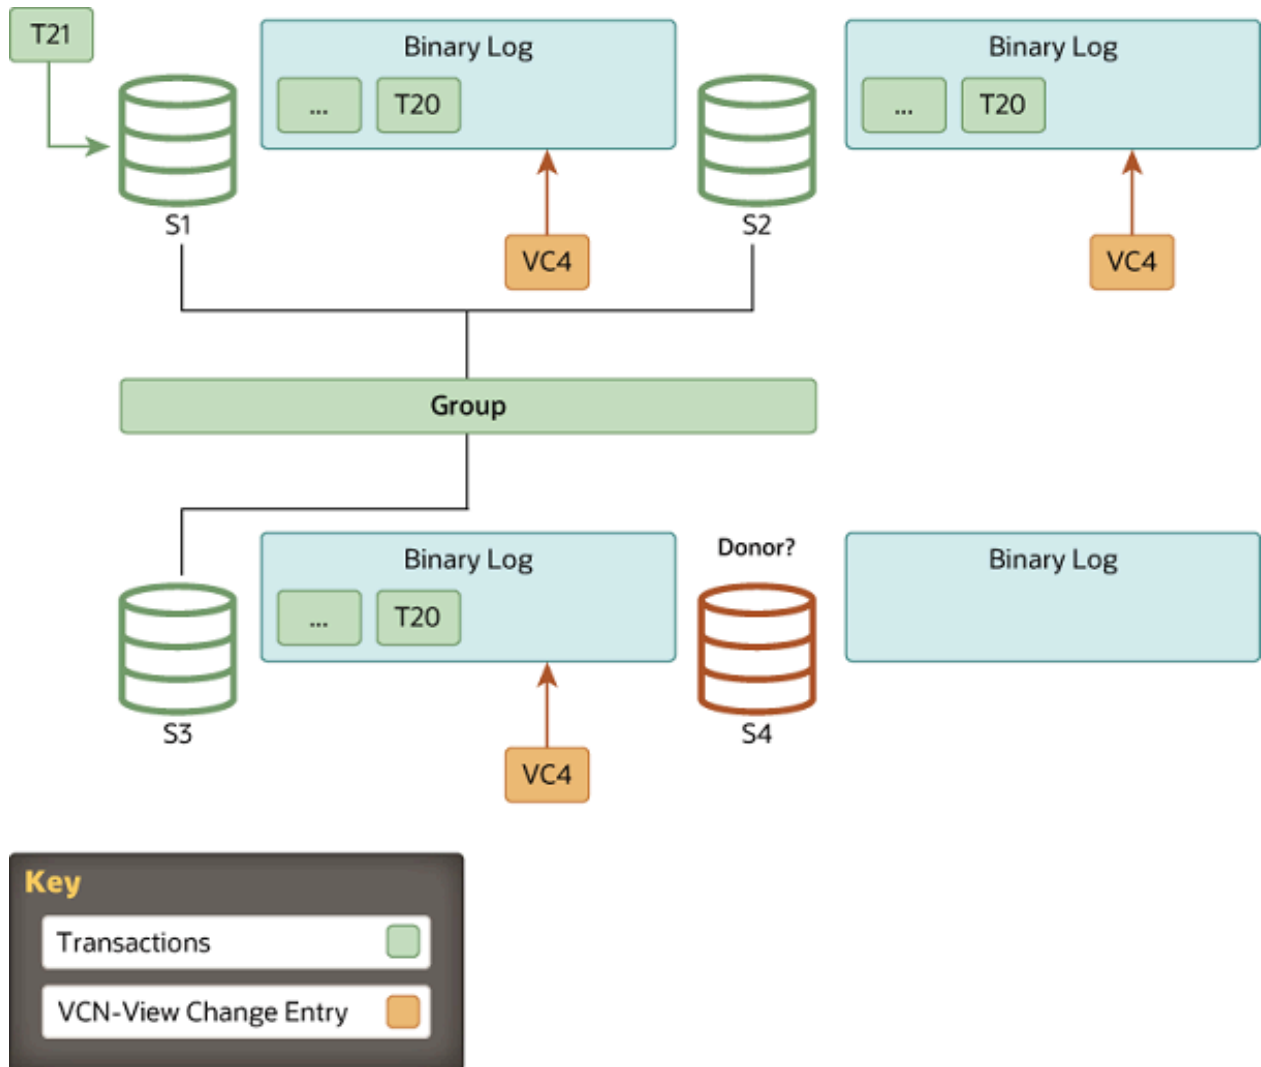 T21
Binary Log
... T20
S1
VC4
Binary Log
... T20
S2
VC4
Group
Binary Log
... T20
S3
VC4
Donor?
S4
Binary Log
Key
Transactions
VCN-View Change Entry